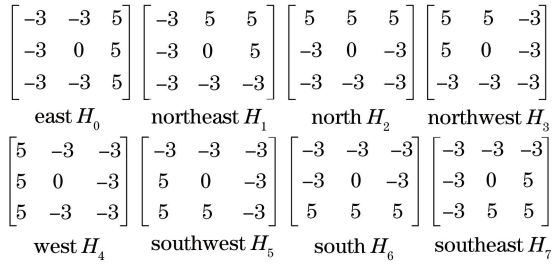 -3 -3 5 -3 5 5 5 5 5 5 5 -3
-3 0 5 -3 0 5 -3 0 -3 5 0 -3
-3 -3 5 -3 -3 -3 -3 -3 -3 -3 -3 -3
east H₀ northeast H₁ north H₂ northwest H₃
5 -3 -3 -3 -3 -3 -3 -3 -3 -3 -3 -3
5 0 -3 5 0 -3 -3 0 -3 -3 0 5
5 -3 -3 5 5 -3 5 5 5 -3 5 5
west H₄ southwest H₅ south H₆ southeast H₇